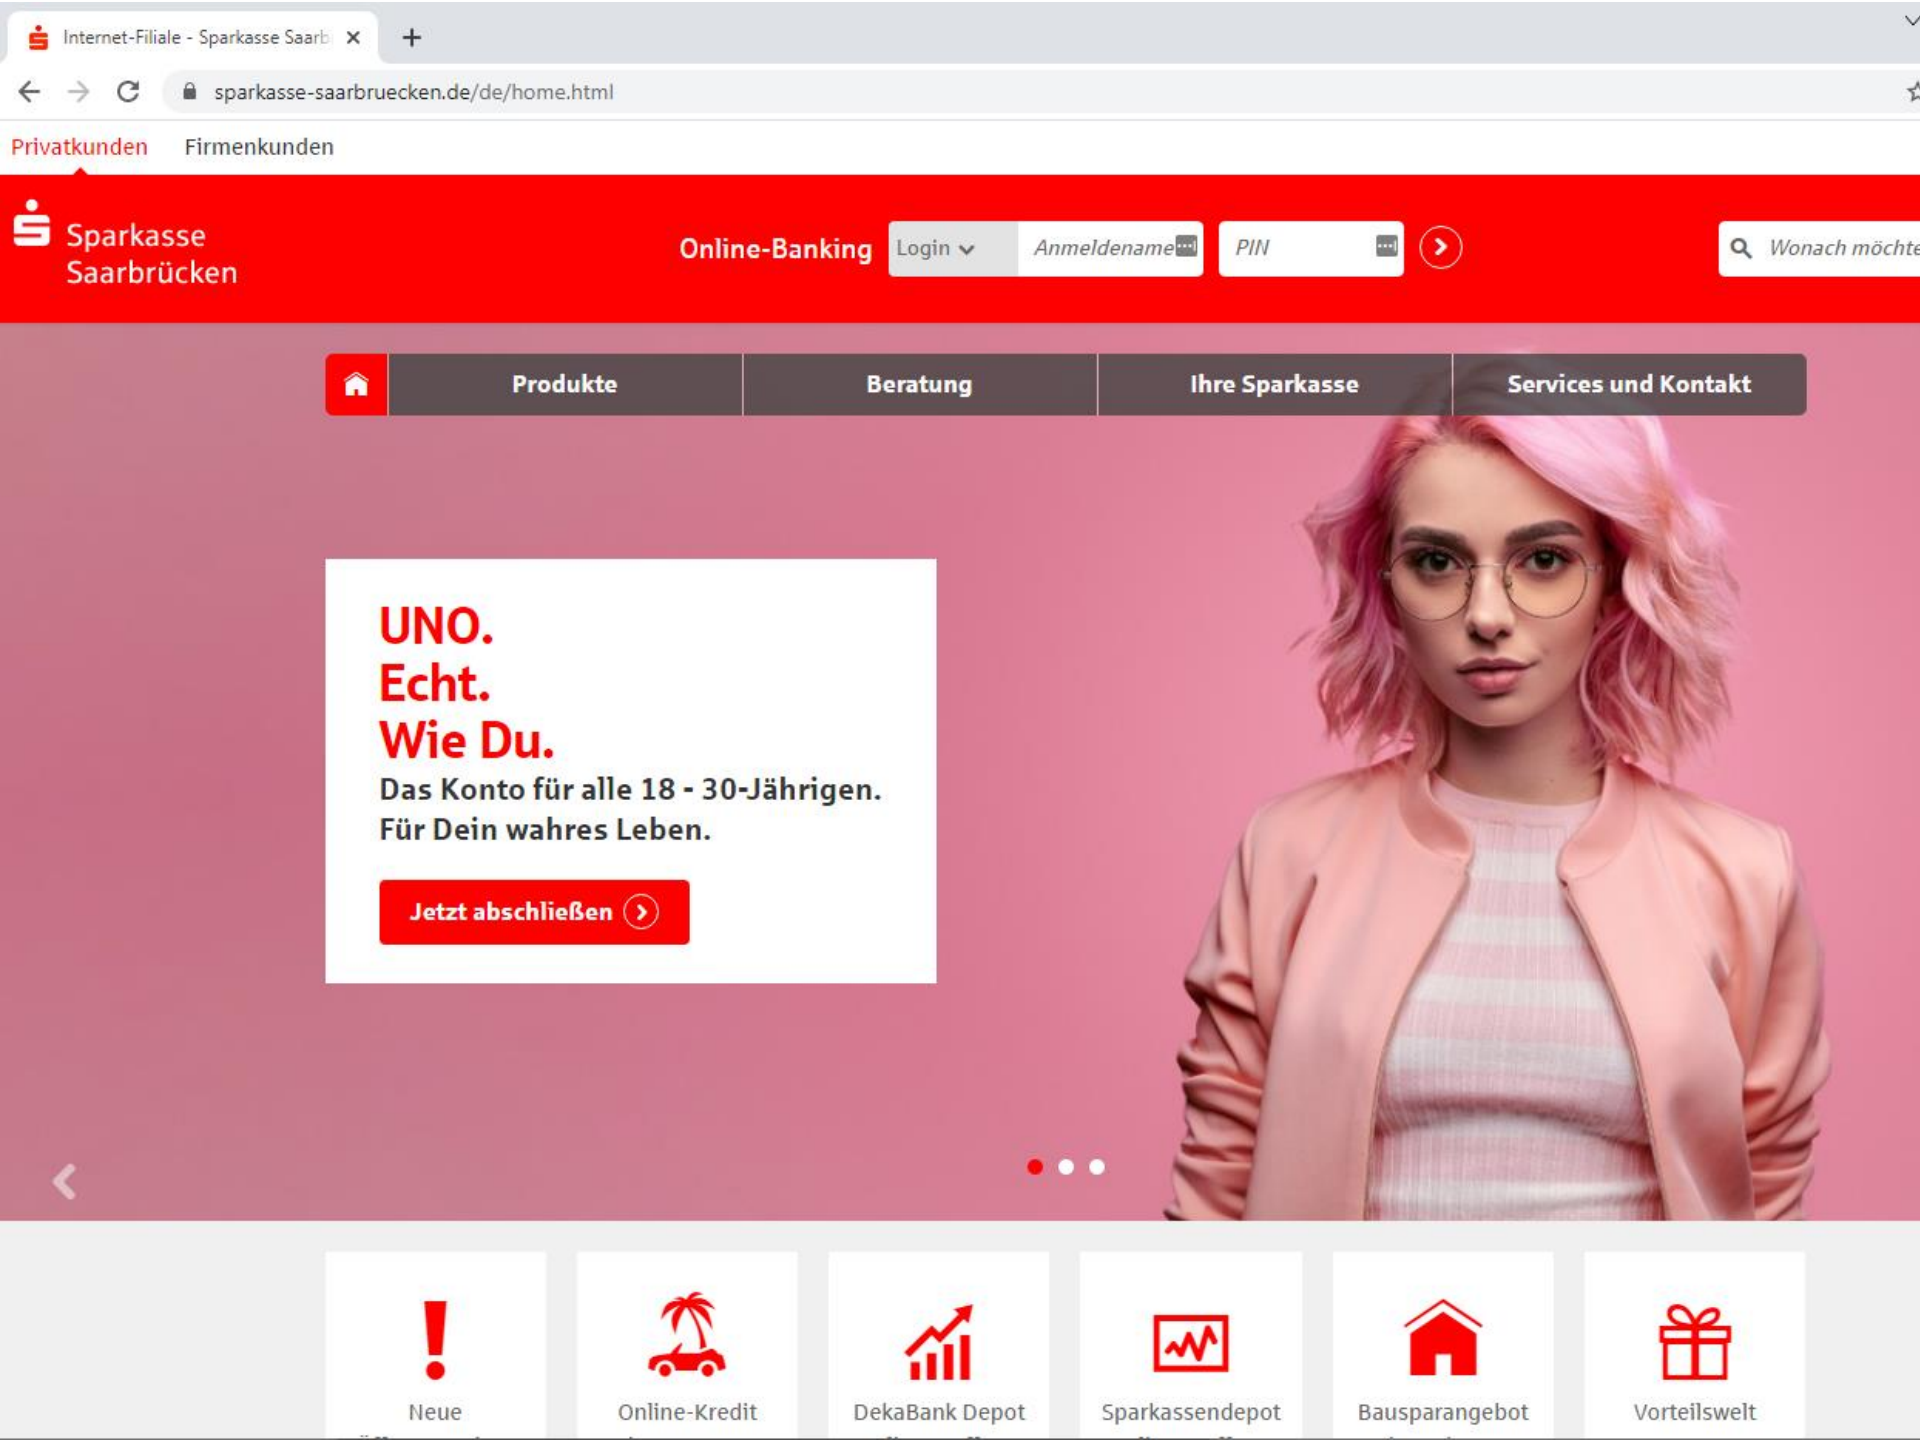 Internet-Filiale - Sparkasse Saarb
sparkasse-saarbruecken.de/de/home.html
Privatkunden Firmenkunden
Sparkasse
Saarbrücken
Online-Banking Login Anmeldename PIN Wonach möchte
Produkte Beratung Ihre Sparkasse Services und Kontakt
UNO.
Echt.
Wie Du.
Das Konto für alle 18 - 30-Jährigen.
Für Dein wahres Leben.
Jetzt abschließen
Neue Online-Kredit DekaBank Depot Sparkassendepot Bausparangebot Vorteilswelt